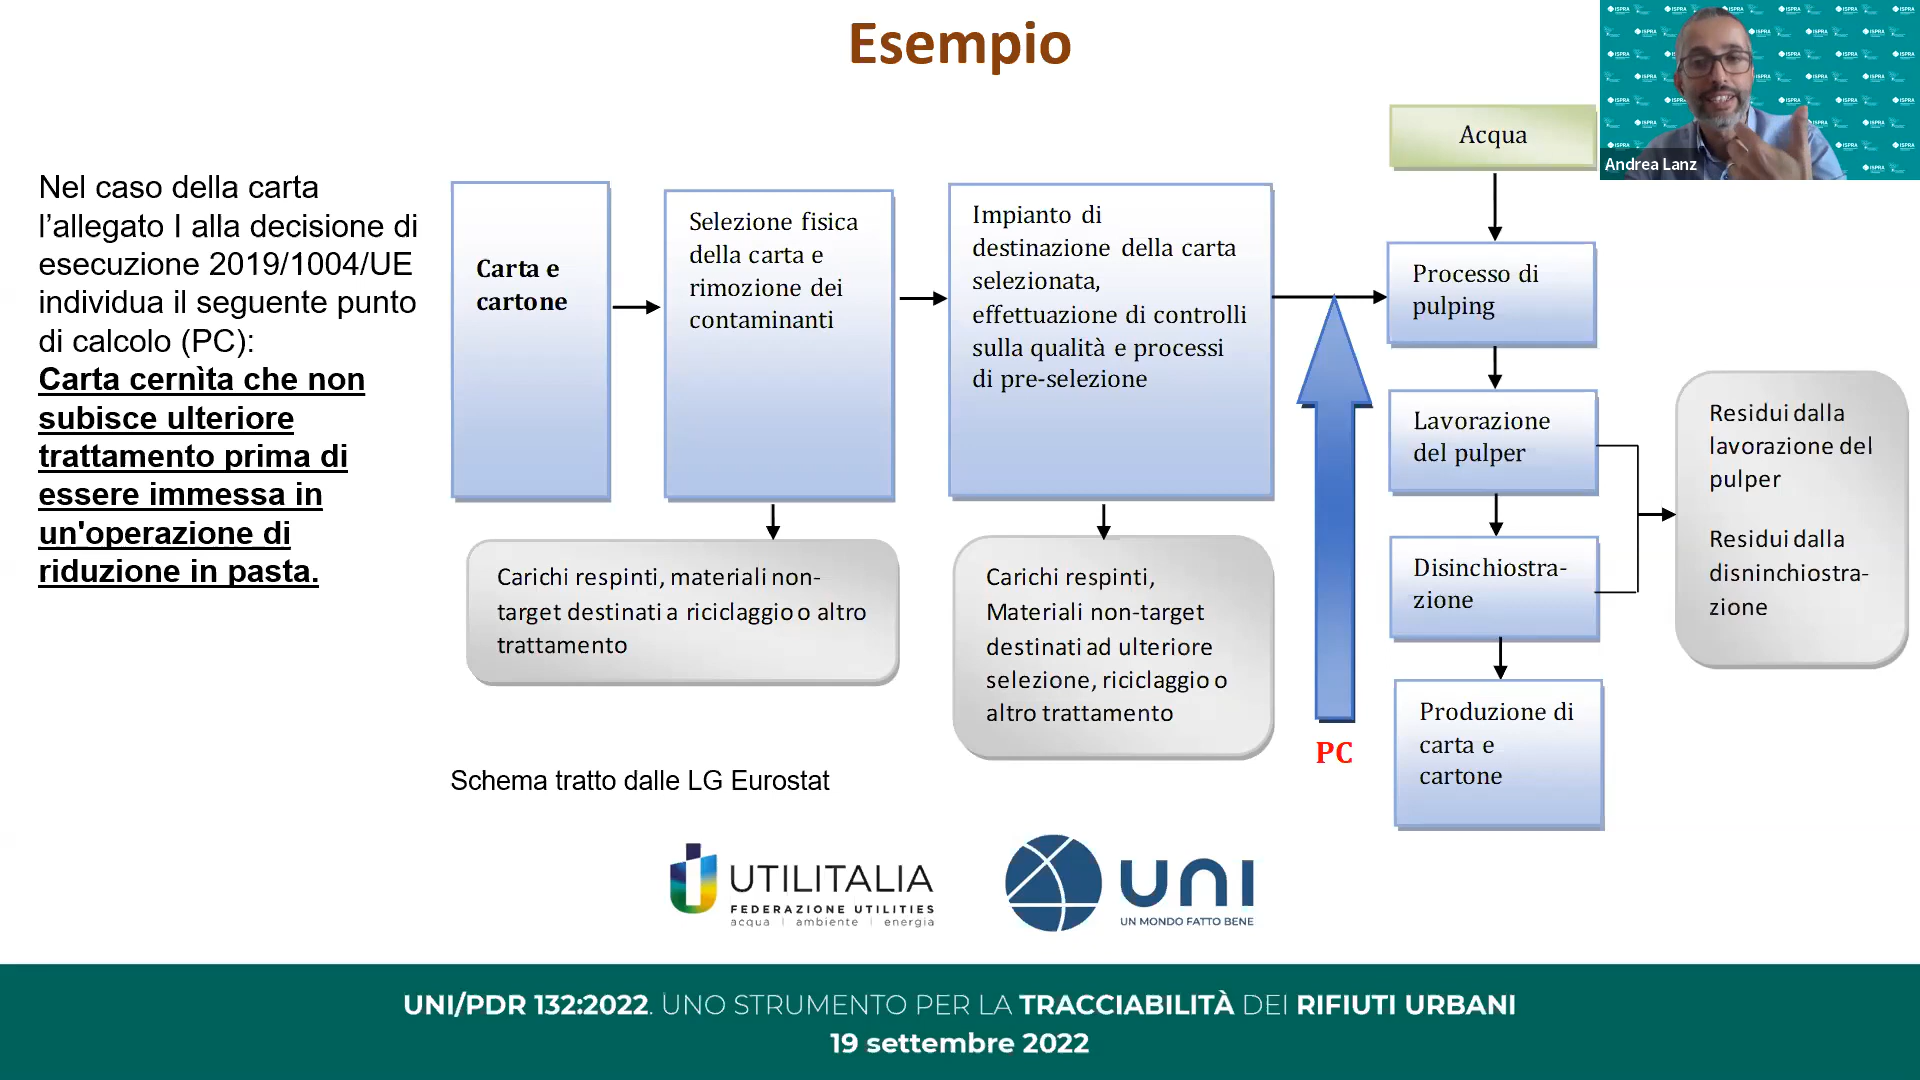 Esempio
Nel caso della carta
l’allegato I alla decisione di
esecuzione 2019/1004/UE
individua il seguente punto
di calcolo (PC):
Carta cernìta che non
subisce ulteriore
trattamento prima di
essere immessa in
un'operazione di
riduzione in pasta.
Carta e
cartone
Selezione fisica
della carta e
rimozione dei
contaminanti
Impianto di
destinazione della carta
selezionata,
effettuazione di controlli
sulla qualità e processi
di pre-selezione
Acqua
Processo di
pulping
Lavorazione
del pulper
Disinchiostra-
zione
Produzione di
carta e
cartone
Residui dalla
lavorazione del
pulper
Residui dalla
disninchiostra-
zione
Carichi respinti, materiali non-
target destinati a riciclaggio o altro
trattamento
Carichi respinti,
Materiali non-target
destinati ad ulteriore
selezione, riciclaggio o
altro trattamento
PC
Schema tratto dalle LG Eurostat
UTILITALIA
FEDERAZIONE UTILITIES
acqua | ambiente | energia
UNI
UN MONDO FATTO BENE
UNI/PDR 132:2022. UNO STRUMENTO PER LA TRACCIABILITÀ DEI RIFIUTI URBANI
19 settembre 2022
ISPRA
Andrea Lanz